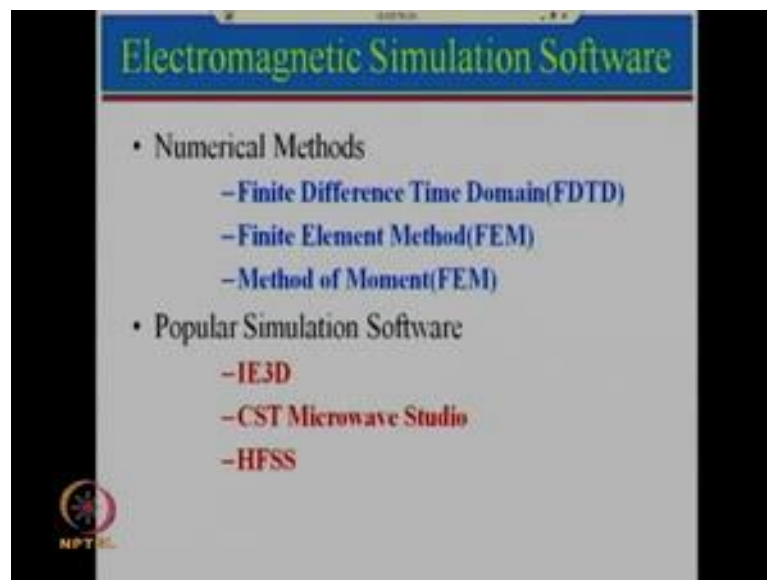 Electromagnetic Simulation Software
• Numerical Methods
–Finite Difference Time Domain(FDTD)
–Finite Element Method(FEM)
–Method of Moment(FEM)
• Popular Simulation Software
–IE3D
–CST Microwave Studio
–HFSS
NPTEL